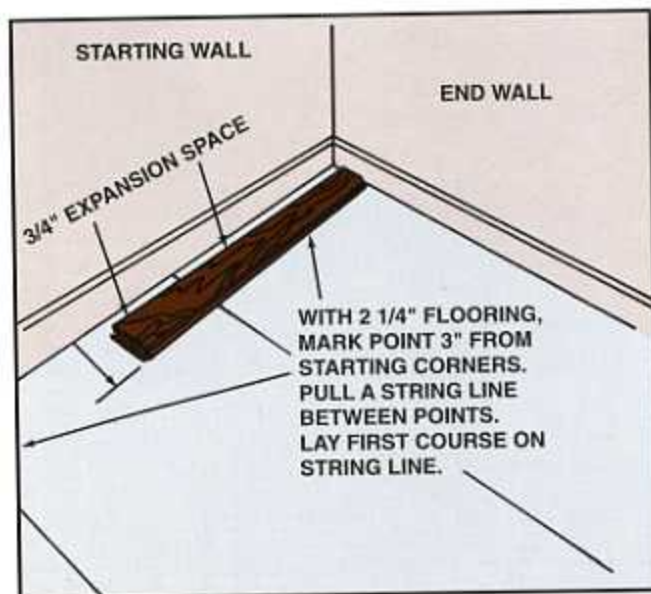 STARTING WALL
END WALL
3/4" EXPANSION SPACE
WITH 2 1/4" FLOORING,
MARK POINT 3" FROM
STARTING CORNERS.
PULL A STRING LINE
BETWEEN POINTS.
LAY FIRST COURSE ON
STRING LINE.